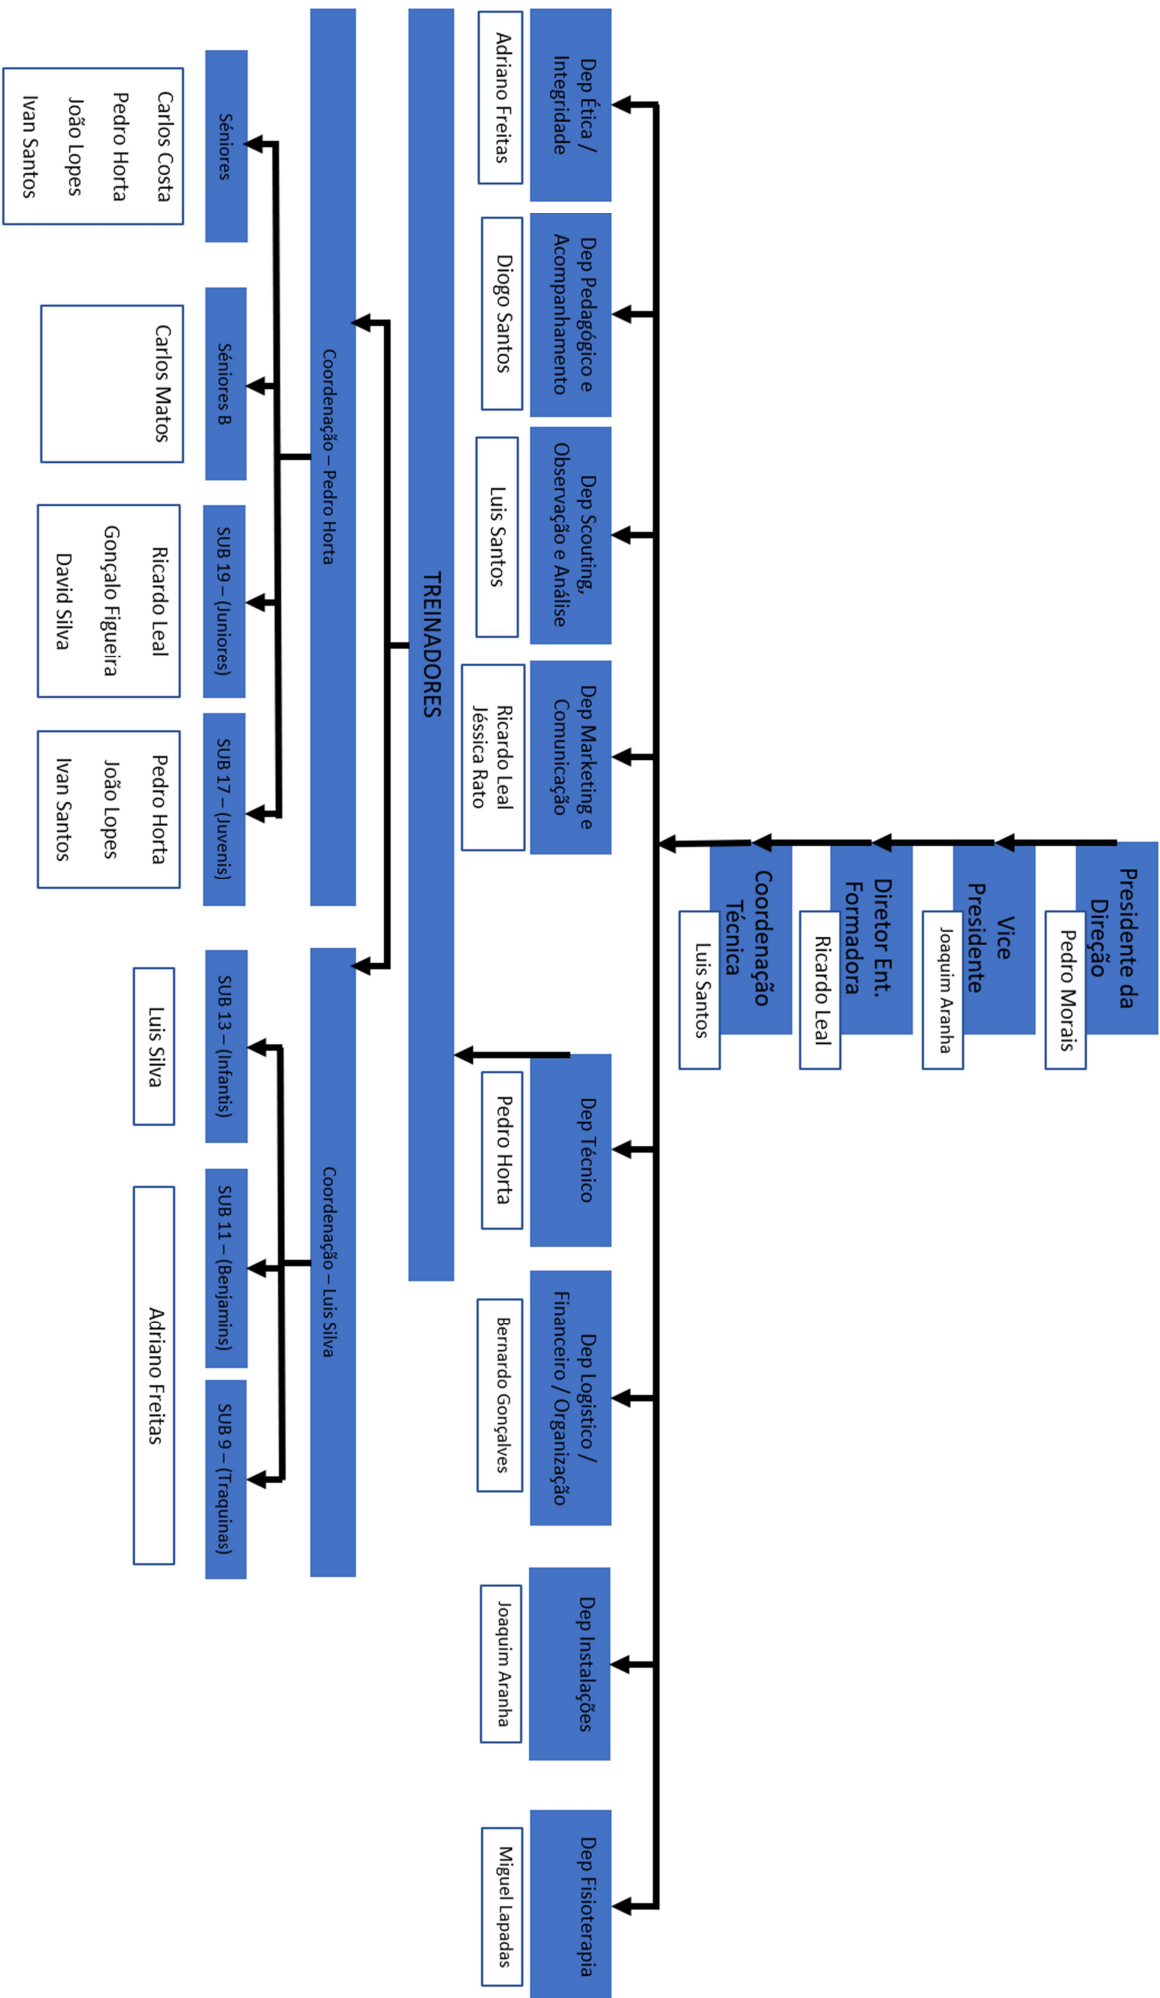 Presidente da
Direção
Pedro Morais
Vice
Presidente
Joaquim Aranha
Diretor Ent.
Formadora
Ricardo Leal
Coordenação
Técnica
Luis Santos
Dep Ética /
Integridade
Adriano Freitas
Dep Pedagógico e
Acompanhamento
Diogo Santos
Dep Scouting,
Observação e Análise
Luis Santos
Dep Marketing e
Comunicação
Ricardo Leal
Jéssica Rato
Dep Técnico
Pedro Horta
Dep Logistico /
Financeiro / Organização
Bernardo Gonçalves
Dep Instalações
Joaquim Aranha
Dep Fisioterapia
Miguel Lapadas
TREINADORES
Coordenação – Pedro Horta
Coordenação – Luis Silva
Séniores
Carlos Costa
Pedro Horta
João Lopes
Ivan Santos
Séniores B
Carlos Matos
SUB 19 – (Juniores)
Ricardo Leal
Gonçalo Figueira
David Silva
SUB 17 – (Juvenis)
Pedro Horta
João Lopes
Ivan Santos
SUB 13 – (Infantis)
Luis Silva
SUB 11 – (Benjamins)
SUB 9 – (Traquinas)
Adriano Freitas